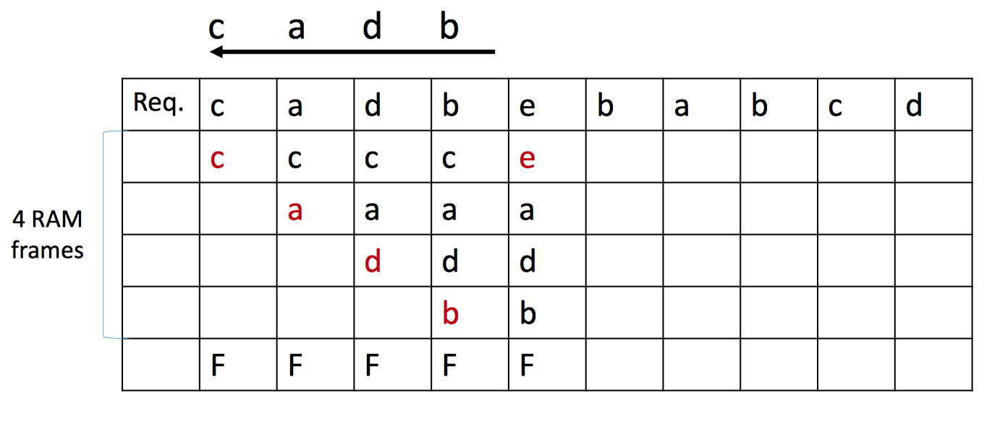 c a d b
Req. c a d b e b a b c d
c c c c e
a a a a
4 RAM
frames
d d d
b b
F F F F F